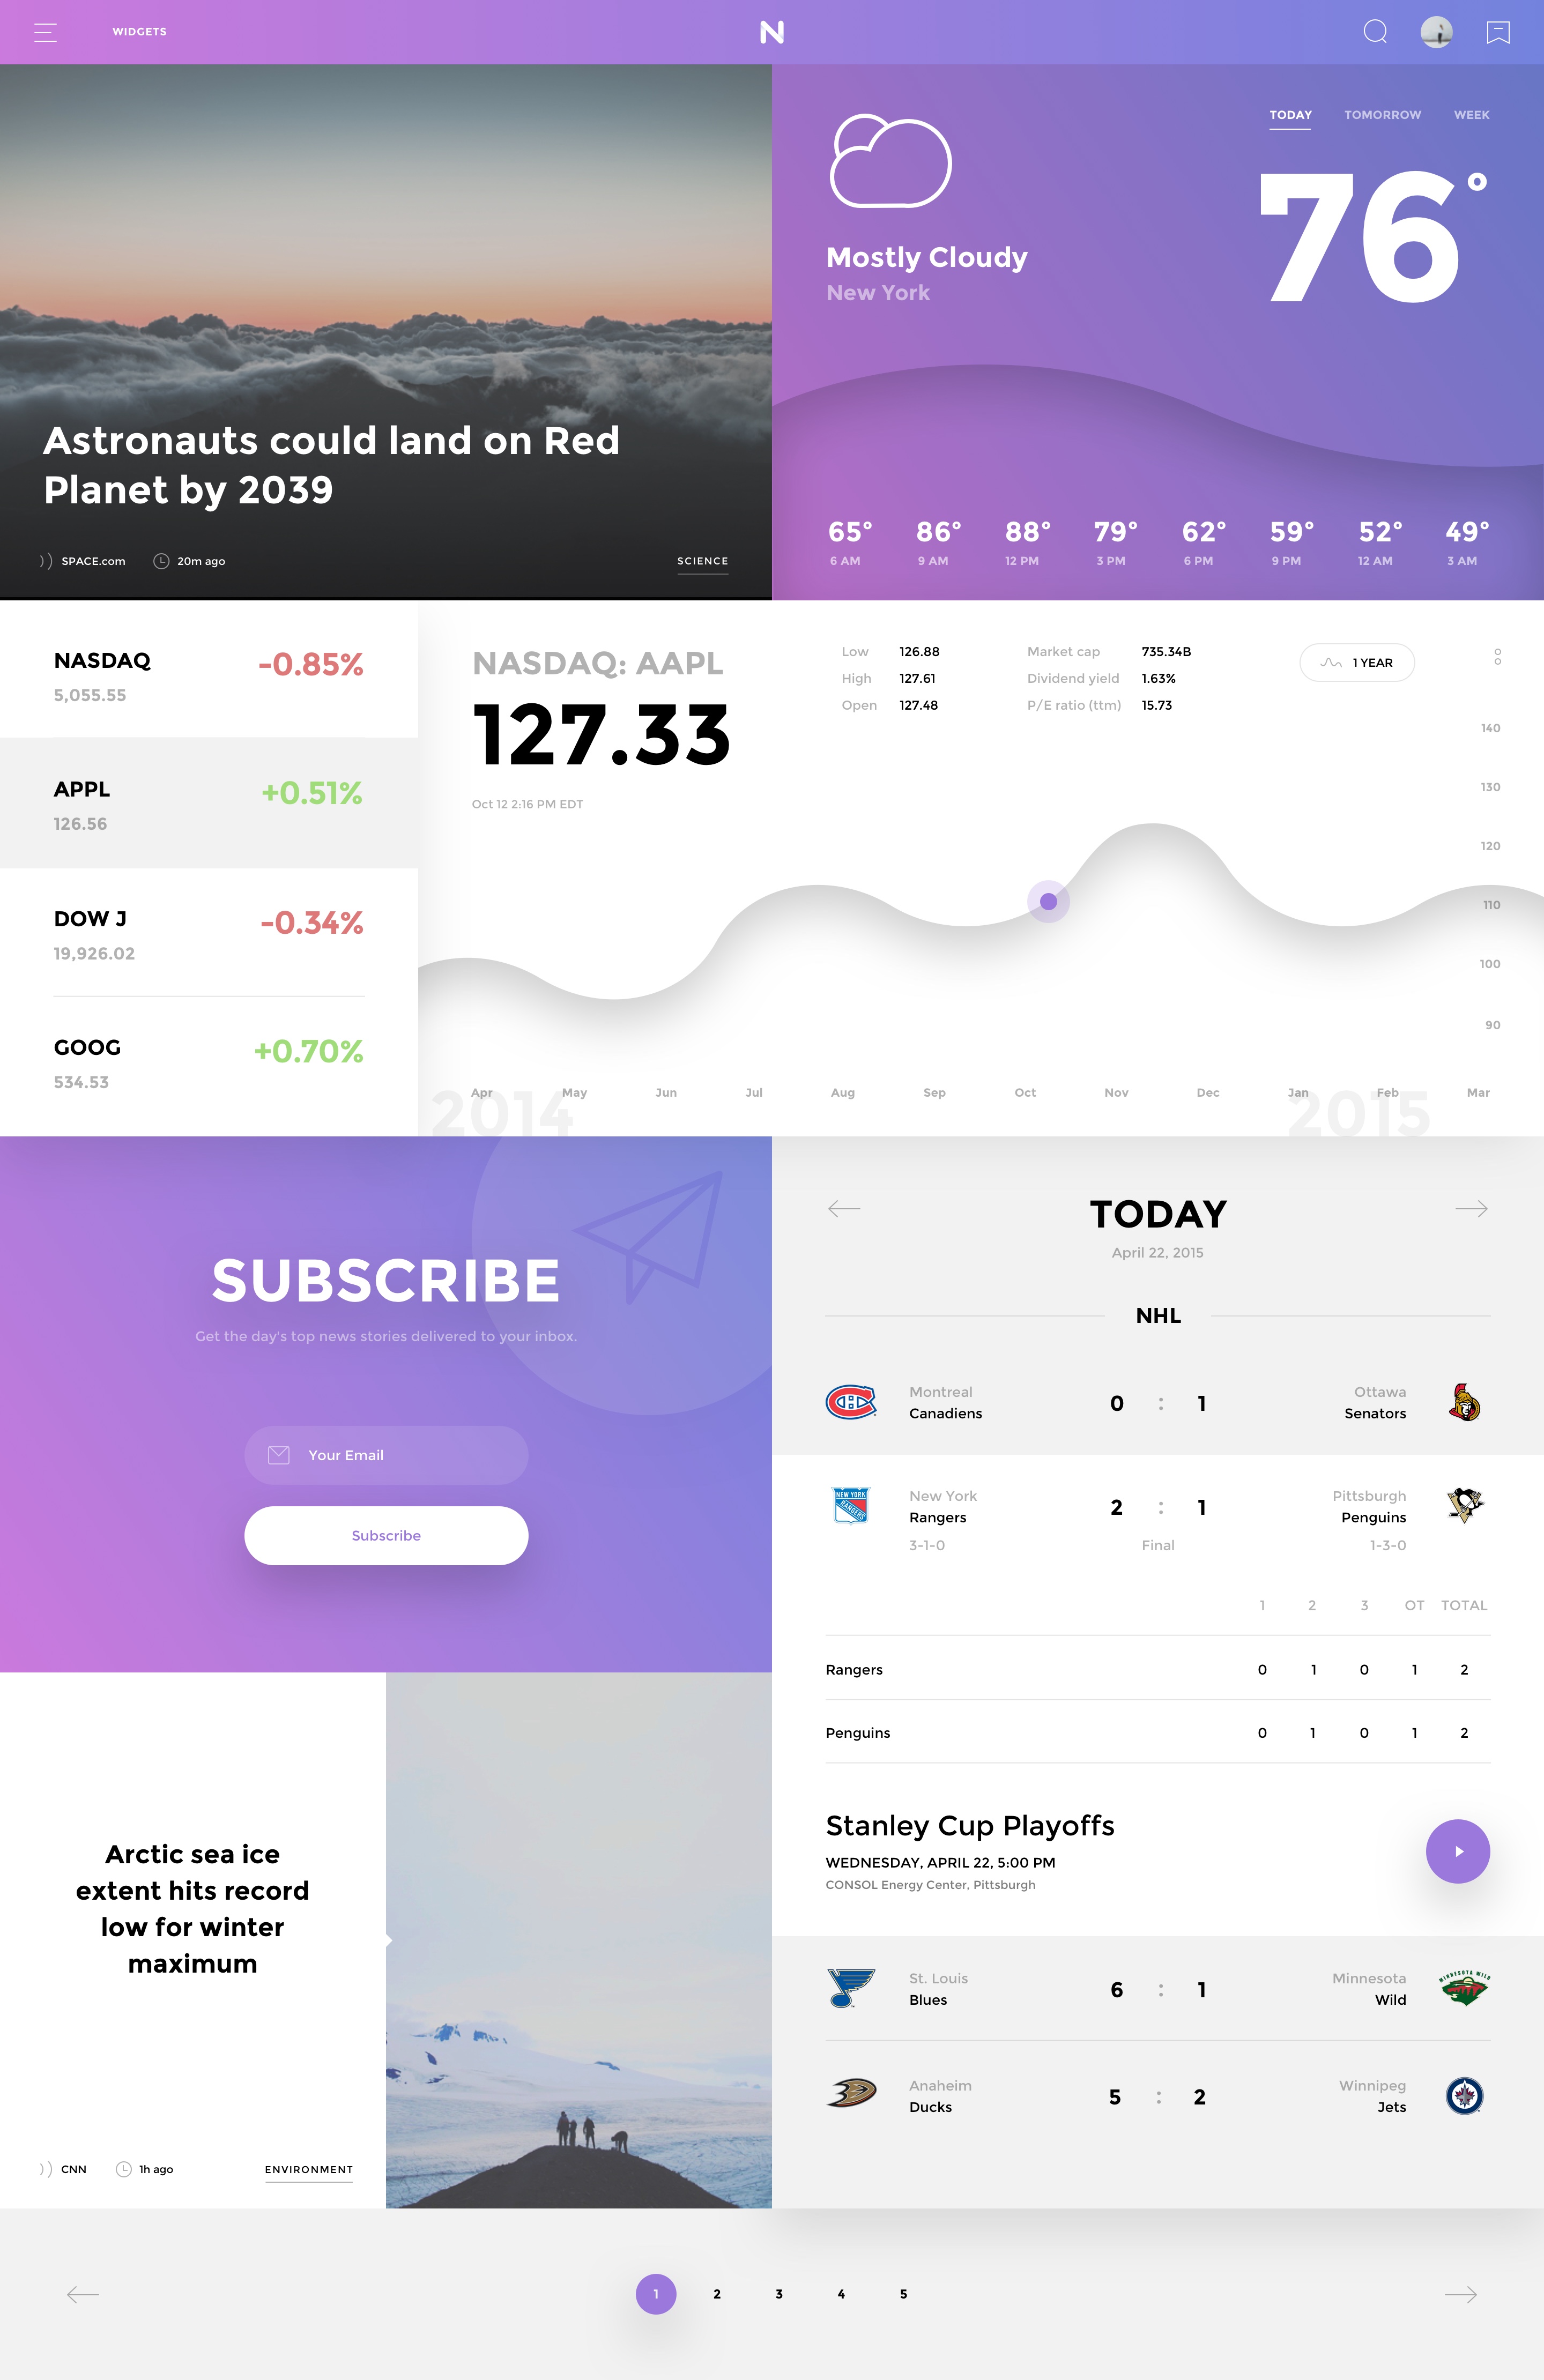 WIDGETS
N
Astronauts could land on Red
Planet by 2039
SPACE.com 20m ago SCIENCE
TODAY TOMORROW WEEK
76°
Mostly Cloudy
New York
65° 86° 88° 79° 62° 59° 52° 49°
6 AM 9 AM 12 PM 3 PM 6 PM 9 PM 12 AM 3 AM
NASDAQ -0.85%
5,055.55
APPL +0.51%
126.56
DOW J -0.34%
19,926.02
GOOG +0.70%
534.53
NASDAQ: AAPL
127.33
Oct 12 2:16 PM EDT
Low 126.88
High 127.61
Open 127.48
Market cap 735.34B
Dividend yield 1.63%
P/E ratio (ttm) 15.73
1 YEAR
140
130
120
110
100
90
Apr May Jun Jul Aug Sep Oct Nov Dec Jan Feb Mar
2014 2015
SUBSCRIBE
Get the day's top news stories delivered to your inbox.
Your Email
Subscribe
TODAY
April 22, 2015
NHL
Montreal
Canadiens
0 : 1
Ottawa
Senators
NEW YORK
RANGERS
New York
Rangers
3-1-0
2 : 1
Final
Pittsburgh
Penguins
1-3-0
1 2 3 OT TOTAL
Rangers 0 1 0 1 2
Penguins 0 1 0 1 2
Stanley Cup Playoffs
WEDNESDAY, APRIL 22, 5:00 PM
CONSOL Energy Center, Pittsburgh
St. Louis
Blues
6 : 1
Minnesota
Wild
MINNESOTA WILD
Anaheim
Ducks
5 : 2
Winnipeg
Jets
Arctic sea ice
extent hits record
low for winter
maximum
CNN 1h ago ENVIRONMENT
1 2 3 4 5